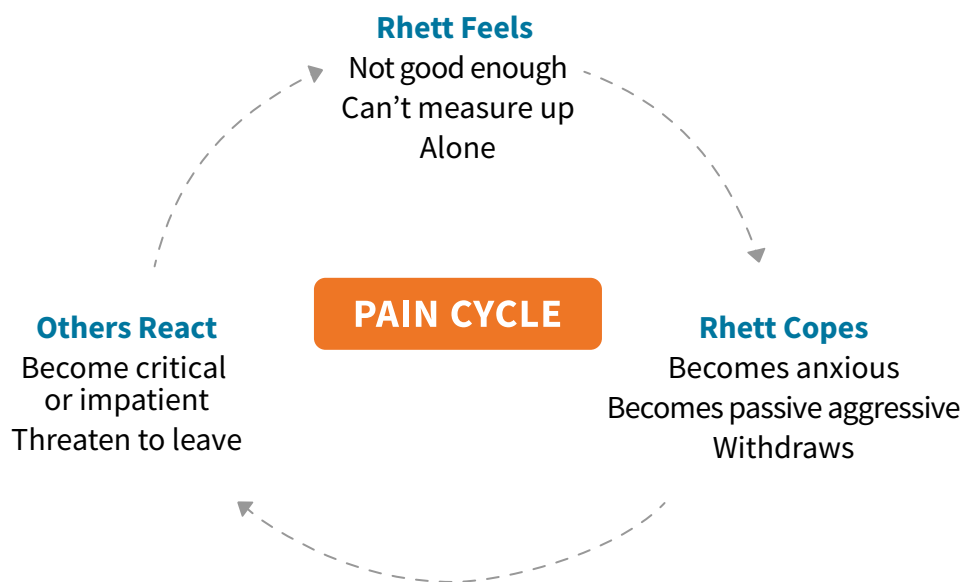 Rhett Feels
Not good enough
Can’t measure up
Alone
PAIN CYCLE
Others React
Become critical
or impatient
Threaten to leave
Rhett Copes
Becomes anxious
Becomes passive aggressive
Withdraws